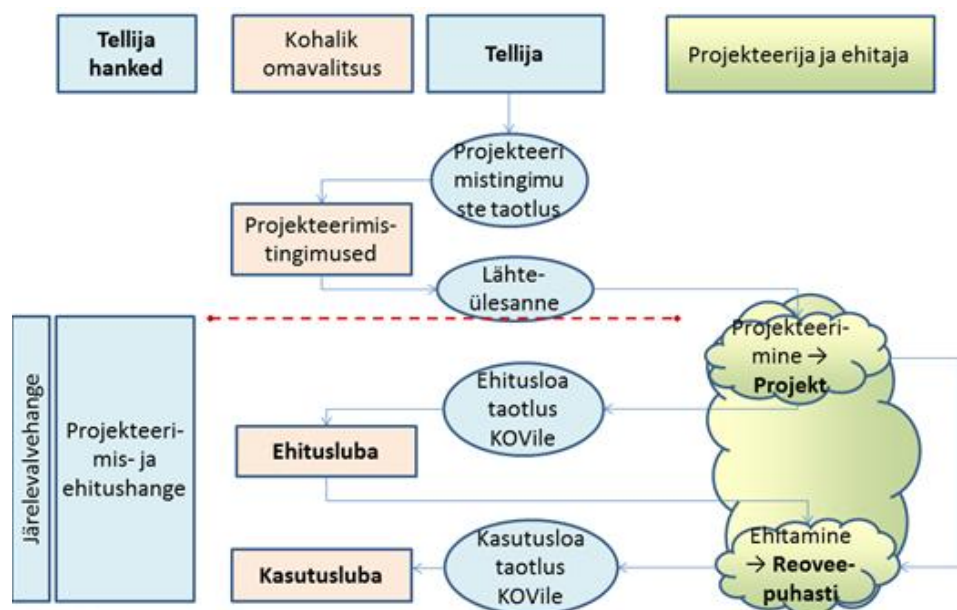 Tellija
hanked
Kohalik
omavalitsus
Tellija
Projekteerija ja ehitaja
Projekteeri
mistingimu
ste taotlus
Projekteerimis-
tingimused
Lähte-
ülesanne
Projekteeri-
mine →
Projekt
Järelevalvehange
Projekteeri-
mis- ja
ehitushange
Ehitusloa
taotlus
KOVile
Ehitusluba
Ehitamine
→ Reovee-
puhasti
Kasutusloa
taotlus
KOVile
Kasutusluba